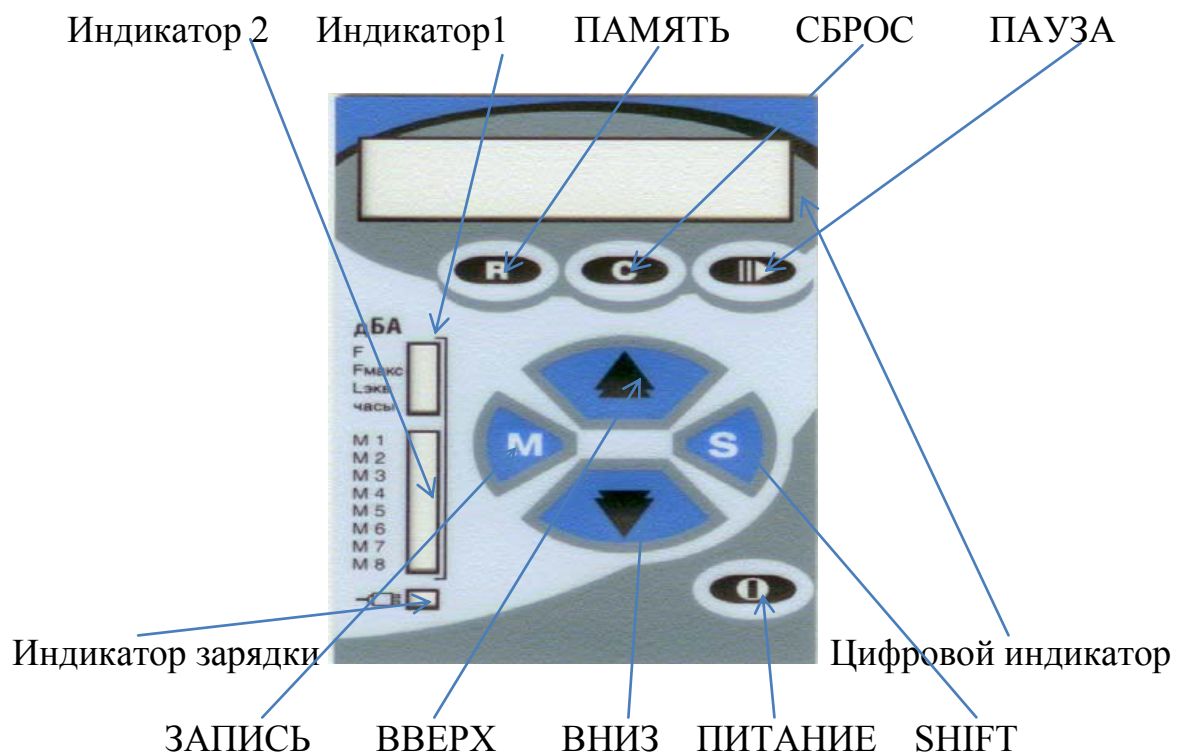 Индикатор 2 Индикатор1 ПАМЯТЬ СБРОС ПАУЗА
R C
дБА
F
Fмакс
Lэкв
часы
M 1
M 2
M 3
M 4
M 5
M 6
M 7
M 8
M S
Индикатор зарядки Цифровой индикатор
ЗАПИСЬ ВВЕРХ ВНИЗ ПИТАНИЕ SHIFT